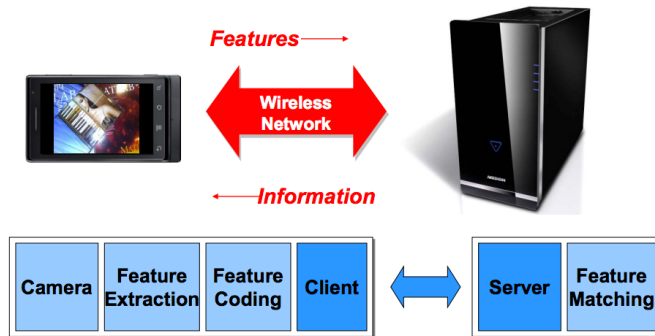 Features
Wireless
Network
Information
Camera
Feature
Extraction
Feature
Coding
Client
Server
Feature
Matching